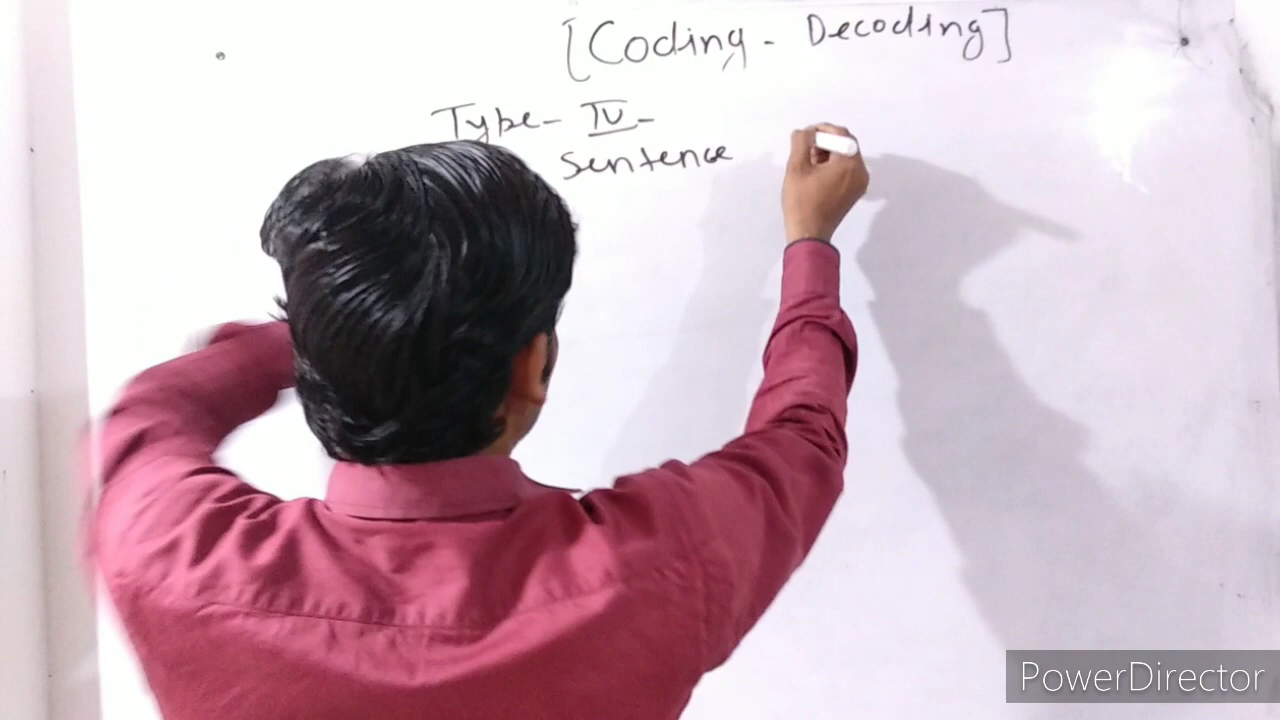 [Coding - Decoding]
Type - IV -
Sentence
PowerDirector